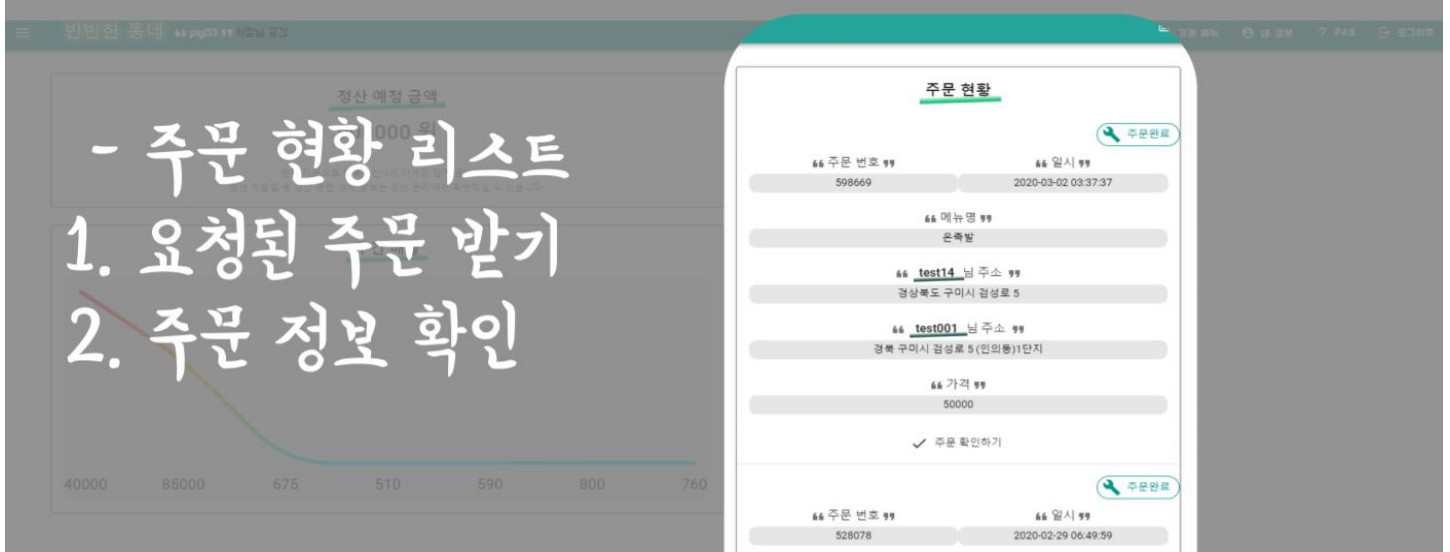 반반한 동네 ❝ pig03 ❞ 사장님 공간
내 정보 ? FAQ 로그아웃
정산 예정 금액
- 주문 현황 리스트
1. 요청된 주문 받기
2. 주문 정보 확인
40000 85000 675 510 590 800 760
주문 현황
주문완료
❝ 주문 번호 ❞ ❝ 일시 ❞
598669 2020-03-02 03:37:37
❝ 메뉴명 ❞
온족발
❝ test14 님 주소 ❞
경상북도 구미시 검성로 5
❝ test001 님 주소 ❞
경북 구미시 검성로 5 (인의동)1단지
❝ 가격 ❞
50000
주문 확인하기
주문완료
❝ 주문 번호 ❞ ❝ 일시 ❞
528078 2020-02-29 06:49:59